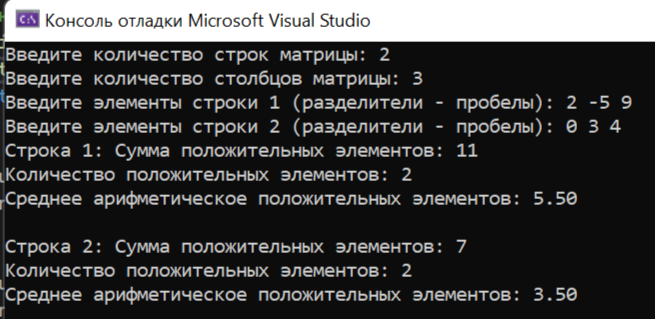 Консоль отладки Microsoft Visual Studio
Введите количество строк матрицы: 2
Введите количество столбцов матрицы: 3
Введите элементы строки 1 (разделители - пробелы): 2 -5 9
Введите элементы строки 2 (разделители - пробелы): 0 3 4
Строка 1: Сумма положительных элементов: 11
Количество положительных элементов: 2
Среднее арифметическое положительных элементов: 5.50
Строка 2: Сумма положительных элементов: 7
Количество положительных элементов: 2
Среднее арифметическое положительных элементов: 3.50